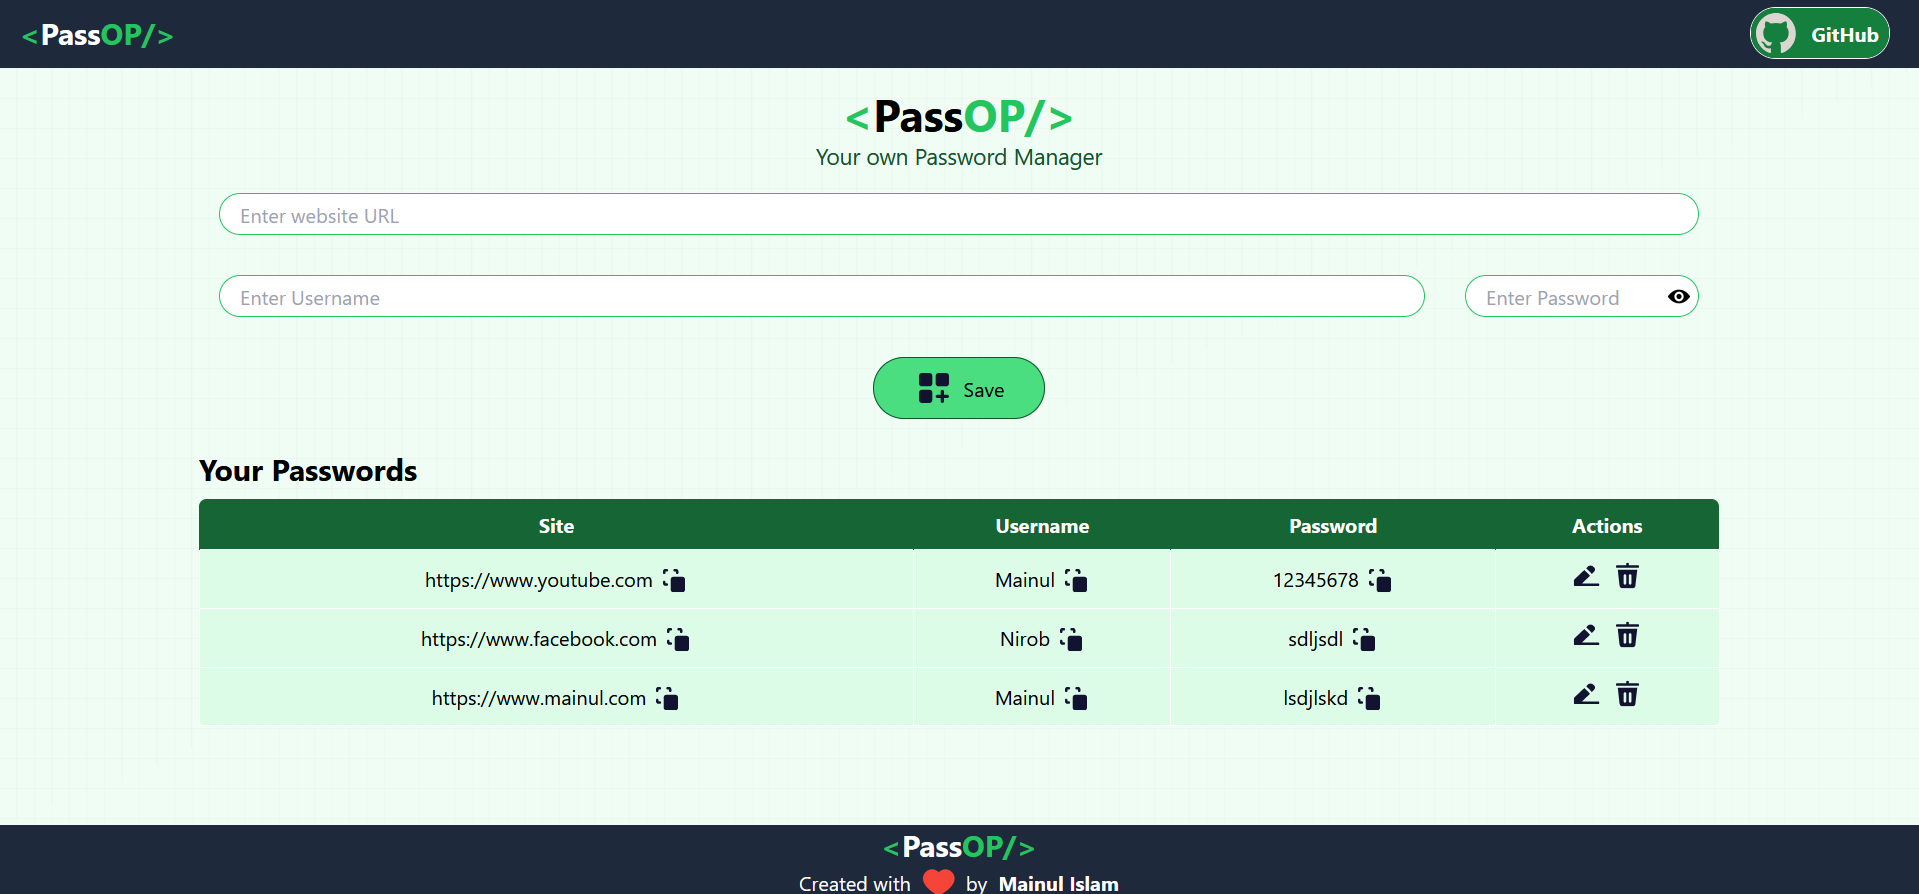 <PassOP/>
GitHub
<PassOP/>
Your own Password Manager
Enter website URL
Enter Username
Enter Password
Save
Your Passwords
Site Username Password Actions
https://www.youtube.com Mainul 12345678
https://www.facebook.com Nirob sdljsdl
https://www.mainul.com Mainul lsdjlskd
<PassOP/>
Created with by Mainul Islam